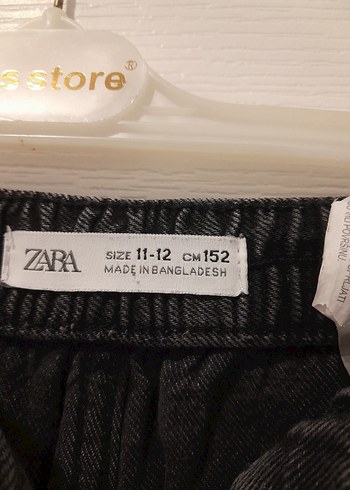 s store®
ZARA
SIZE 11-12 CM 152
MADE IN BANGLADESH